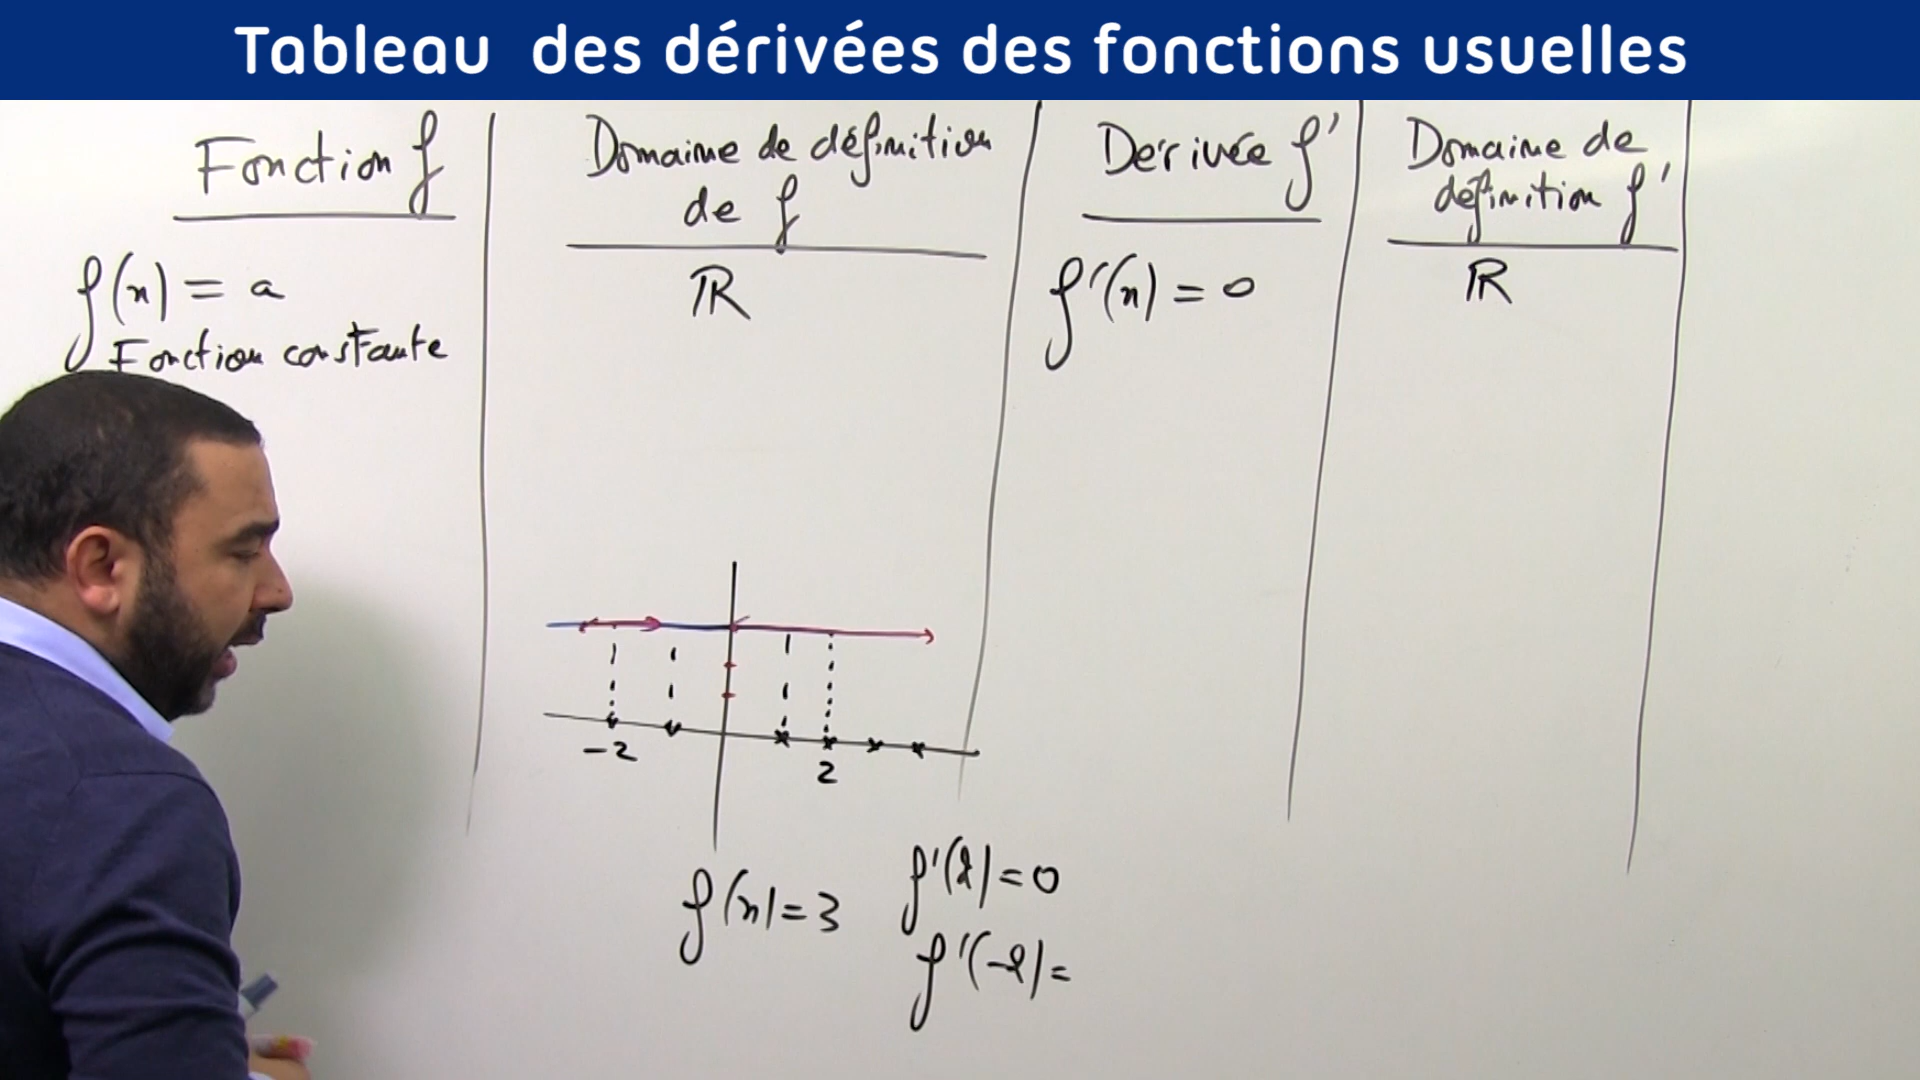 Tableau des dérivées des fonctions usuelles
Fonction f
Domaine de définition
de f
Dérivée f'
Domaine de
définition f'
f(x) = a
Fonction constante
ℝ
f'(x) = 0
ℝ
-2
2
f(x) = 3
f'(2) = 0
f'(-2) =